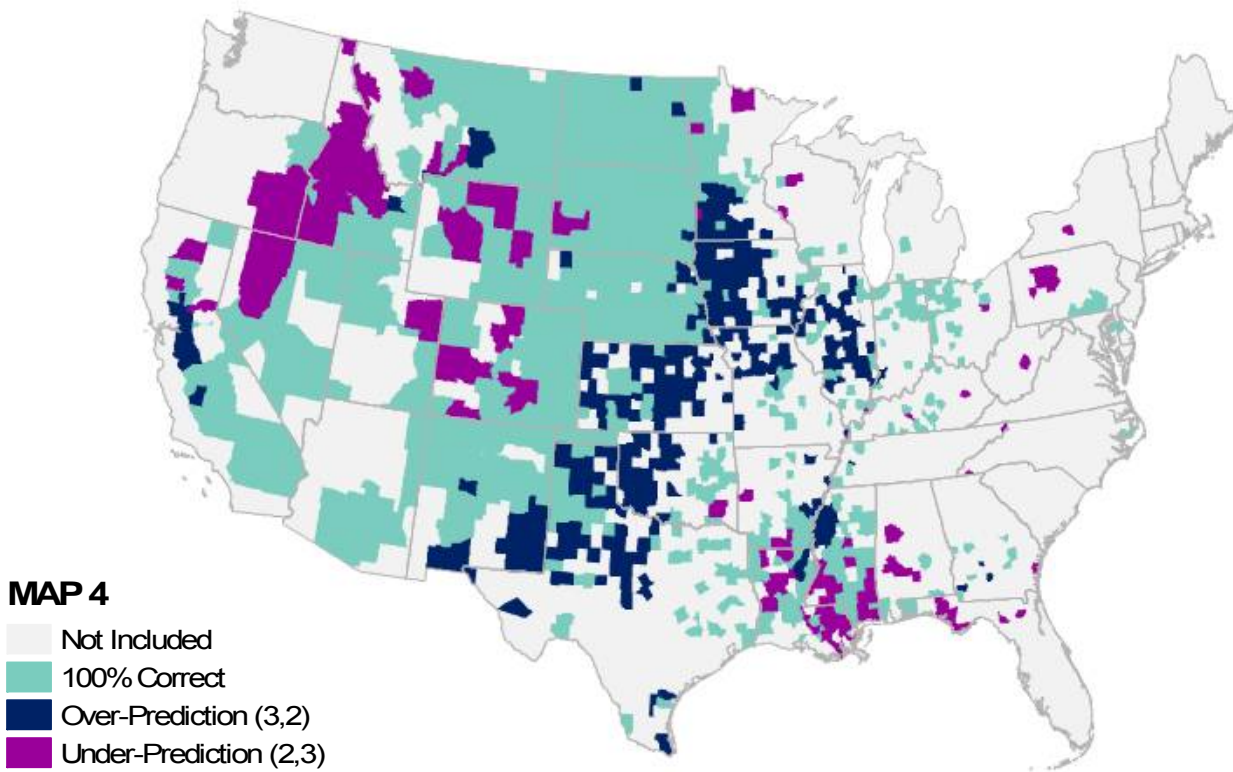 MAP 4
Not Included
100% Correct
Over-Prediction (3,2)
Under-Prediction (2,3)